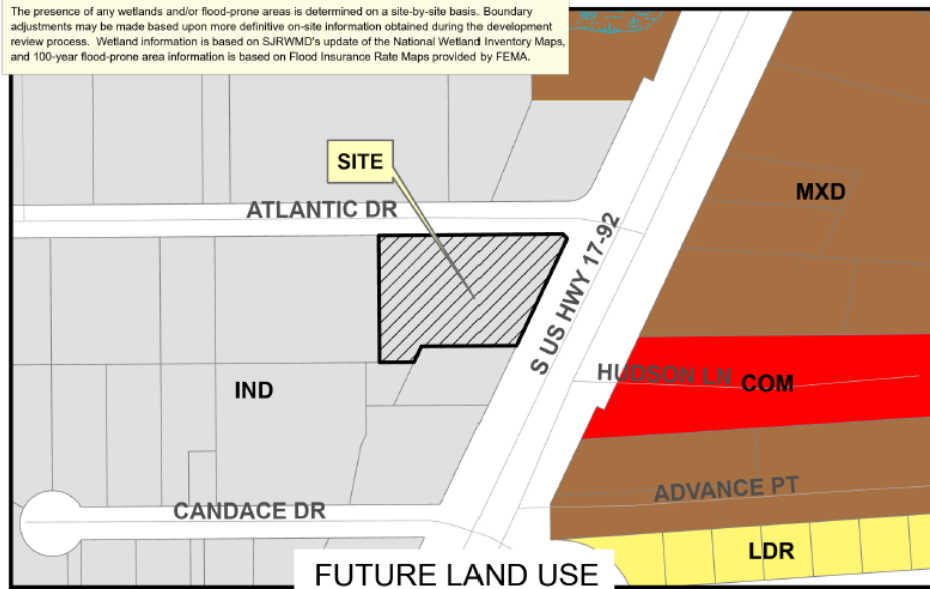 The presence of any wetlands and/or flood-prone areas is determined on a site-by-site basis. Boundary
adjustments may be made based upon more definitive on-site information obtained during the development
review process. Wetland information is based on SJRWMD's update of the National Wetland Inventory Maps,
and 100-year flood-prone area information is based on Flood Insurance Rate Maps provided by FEMA.
SITE
MXD
ATLANTIC DR
S US HWY 17-92
HUDSON LN
COM
IND
ADVANCE PT
CANDACE DR
LDR
FUTURE LAND USE